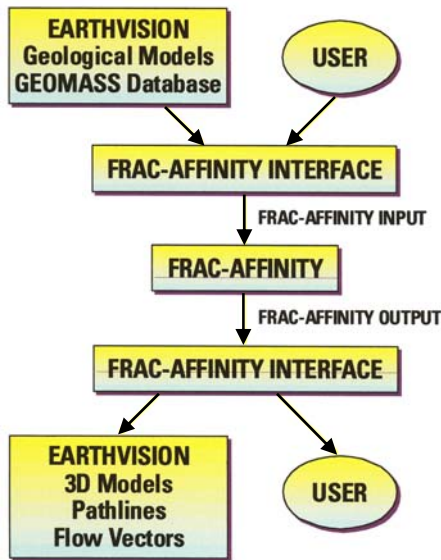 EARTHVISION
Geological Models
GEOMASS Database
USER
FRAC-AFFINITY INTERFACE
FRAC-AFFINITY INPUT
FRAC-AFFINITY
FRAC-AFFINITY OUTPUT
FRAC-AFFINITY INTERFACE
EARTHVISION
3D Models
Pathlines
Flow Vectors
USER